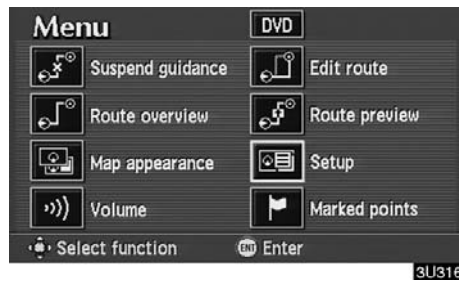 Menu DVD
Suspend guidance Edit route
Route overview Route preview
Map appearance Setup
Volume Marked points
Select function ENT Enter
3U316